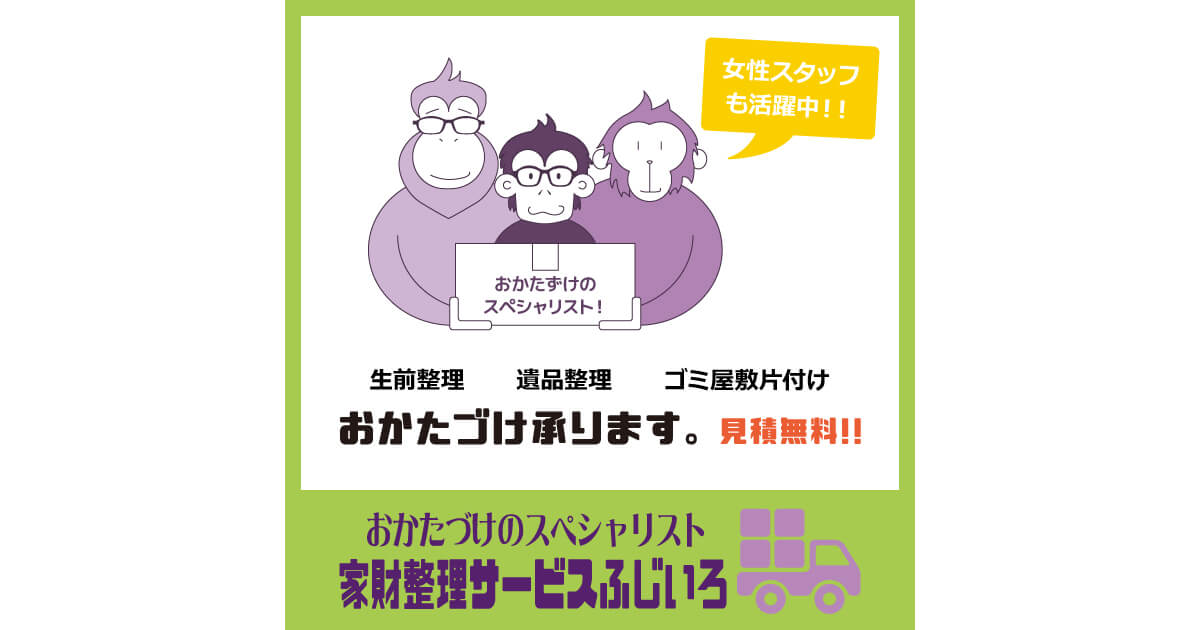 女性スタッフ
も活躍中！！
おかたずけの
スペシャリスト！
生前整理 遺品整理 ゴミ屋敷片付け
おかたづけ承ります。見積無料!!
おかたづけのスペシャリスト
家財整理サービスふじいろ